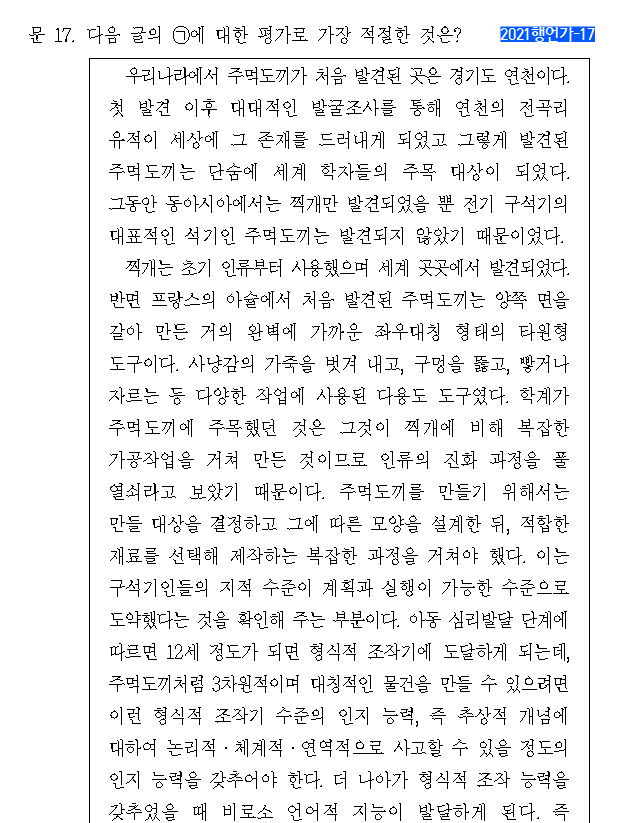 문 17. 다음 글의 ㉠에 대한 평가로 가장 적절한 것은? 2021행언가-17
우리나라에서 주먹도끼가 처음 발견된 곳은 경기도 연천이다.
첫 발견 이후 대대적인 발굴조사를 통해 연천의 전곡리
유적이 세상에 그 존재를 드러내게 되었고 그렇게 발견된
주먹도끼는 단숨에 세계 학자들의 주목 대상이 되었다.
그동안 동아시아에서는 찍개만 발견되었을 뿐 전기 구석기의
대표적인 석기인 주먹도끼는 발견되지 않았기 때문이었다.
찍개는 초기 인류부터 사용했으며 세계 곳곳에서 발견되었다.
반면 프랑스의 아슐에서 처음 발견된 주먹도끼는 양쪽 면을
갈아 만든 거의 완벽에 가까운 좌우대칭 형태의 타원형
도구이다. 사냥감의 가죽을 벗겨 내고, 구멍을 뚫고, 빻거나
자르는 등 다양한 작업에 사용된 다용도 도구였다. 학계가
주먹도끼에 주목했던 것은 그것이 찍개에 비해 복잡한
가공작업을 거쳐 만든 것이므로 인류의 진화 과정을 풀
열쇠라고 보았기 때문이다. 주먹도끼를 만들기 위해서는
만들 대상을 결정하고 그에 따른 모양을 설계한 뒤, 적합한
재료를 선택해 제작하는 복잡한 과정을 거쳐야 했다. 이는
구석기인들의 지적 수준이 계획과 실행이 가능한 수준으로
도약했다는 것을 확인해 주는 부분이다. 아동 심리발달 단계에
따르면 12세 정도가 되면 형식적 조작기에 도달하게 되는데,
주먹도끼처럼 3차원적이며 대칭적인 물건을 만들 수 있으려면
이런 형식적 조작기 수준의 인지 능력, 즉 추상적 개념에
대하여 논리적·체계적·연역적으로 사고할 수 있을 정도의
인지 능력을 갖추어야 한다. 더 나아가 형식적 조작 능력을
갖추었을 때 비로소 언어적 지능이 발달하게 된다. 즉